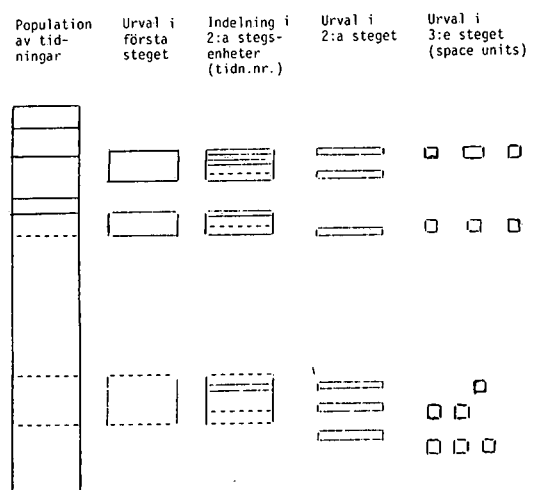 Population
av tid-
ningar
Urval i
första
steget
Indelning i
2:a stegs-
enheter
(tidn.nr.)
Urval i
2:a steget
Urval i
3:e steget
(space units)